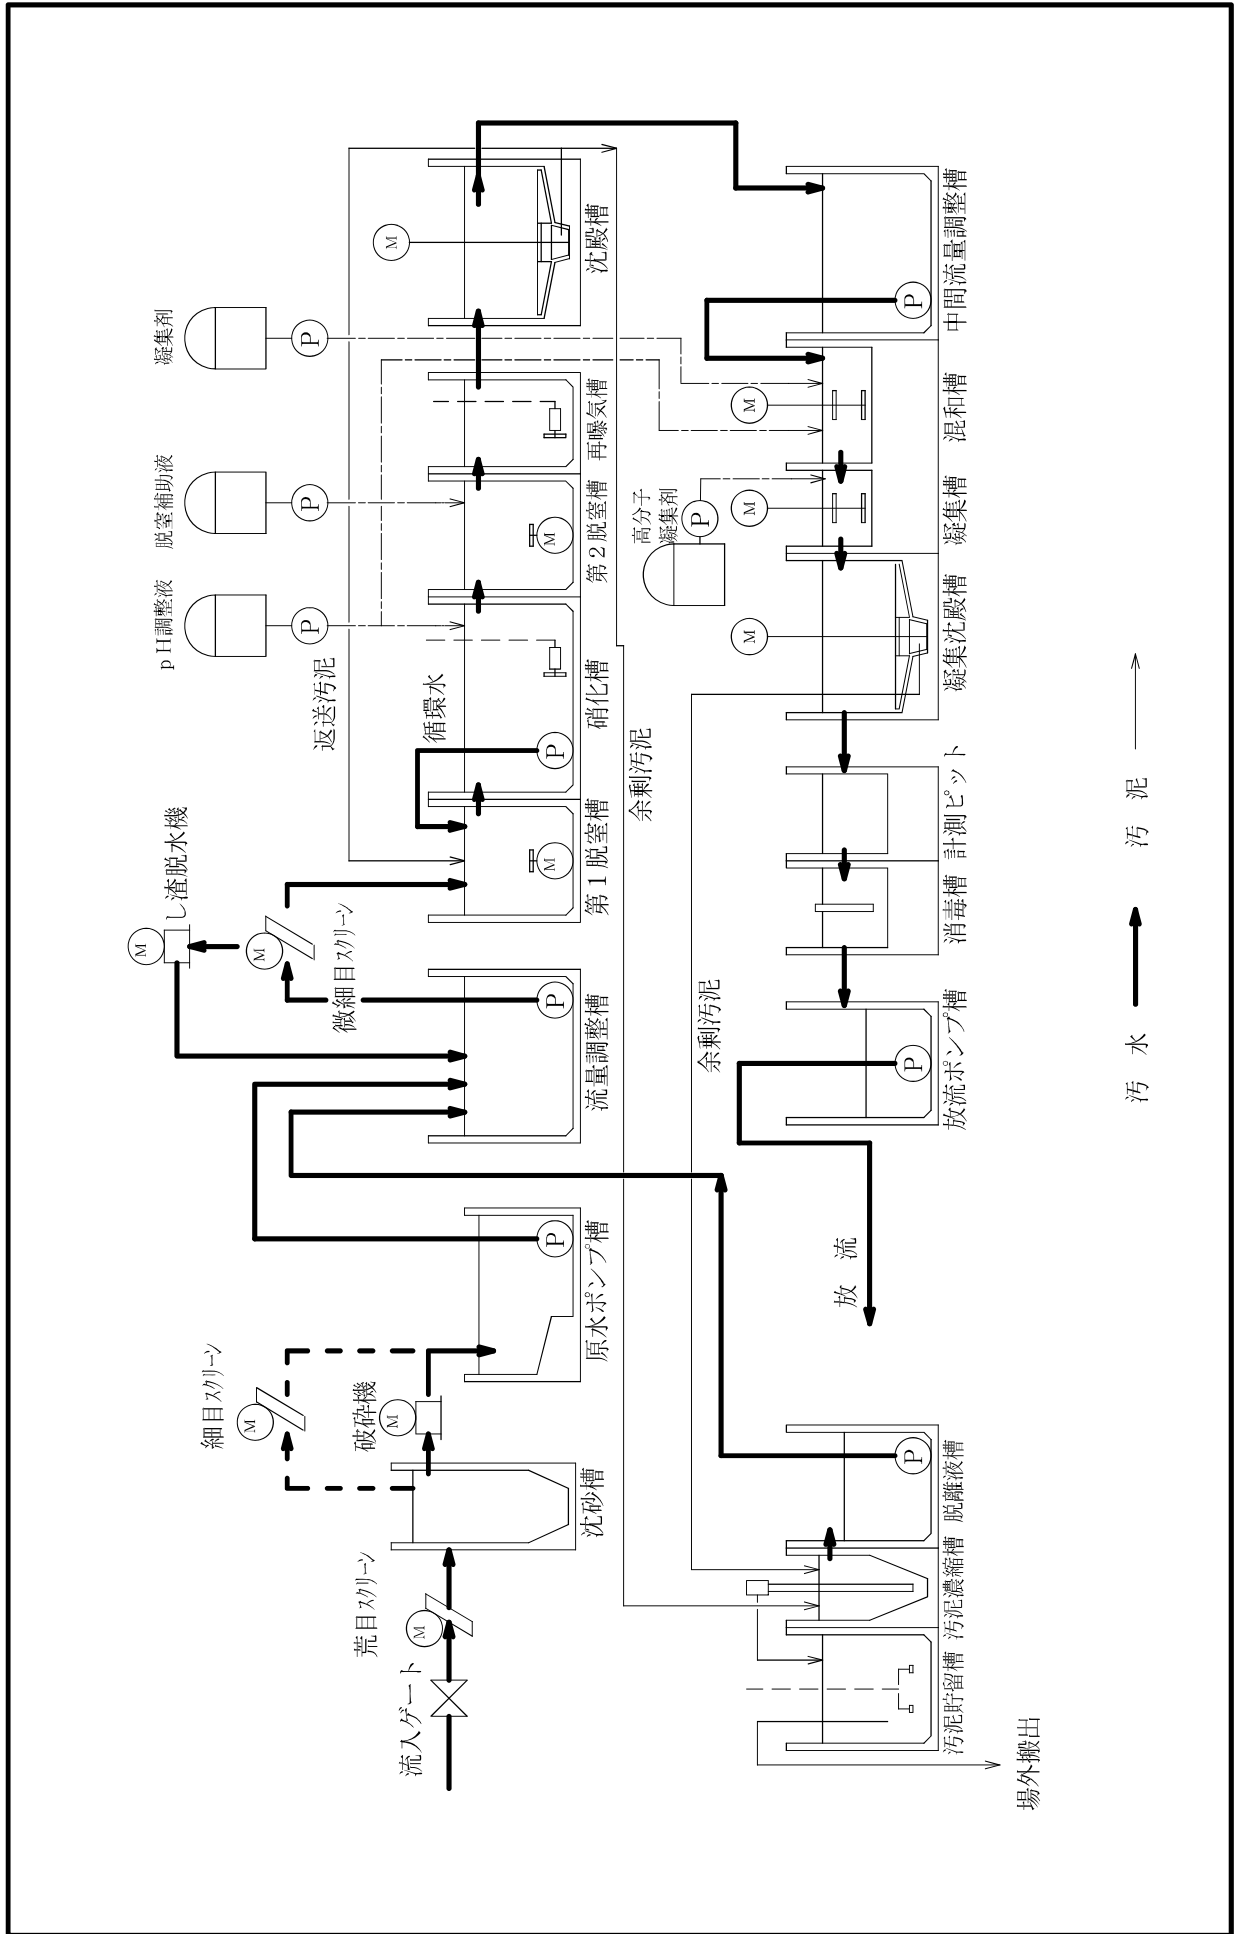 凝集剤
脱窒補助液
pH調整液
P
P
P
返送汚泥
循環水
し渣脱水機
M
M
微細目スクリーン
細目スクリーン
M
破砕機
M
荒目スクリーン
M
流入ゲート
沈砂槽
P
原水ポンプ槽
P
流量調整槽
M
第1脱窒槽
P
硝化槽
M
第2脱窒槽
再曝気槽
M
沈殿槽
余剰汚泥
高分子
凝集剤
P
P
中間流量調整槽
M
混和槽
M
凝集槽
M
凝集沈殿槽
計測ピット
消毒槽
余剰汚泥
P
放流ポンプ槽
放流
P
脱離液槽
汚泥濃縮槽
汚泥貯留槽
場外搬出
汚水
汚泥